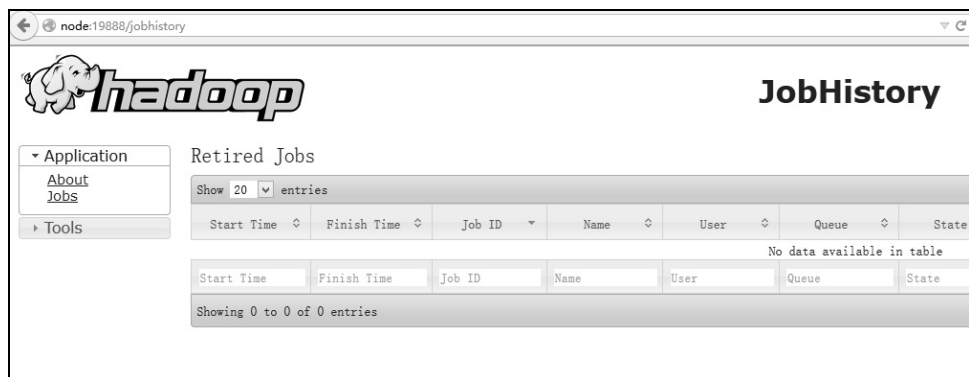 node:19888/jobhistory
hadoop
JobHistory
Application
About
Jobs
Tools
Retired Jobs
Show 20 entries
Start Time Finish Time Job ID Name User Queue State
No data available in table
Start Time Finish Time Job ID Name User Queue State
Showing 0 to 0 of 0 entries